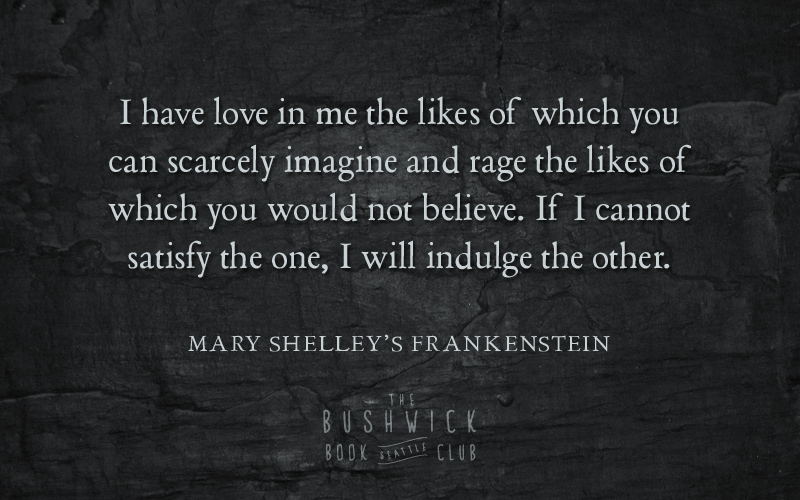 I have love in me the likes of which you
can scarcely imagine and rage the likes of
which you would not believe. If I cannot
satisfy the one, I will indulge the other.
MARY SHELLEY'S FRANKENSTEIN
THE
BUSHWICK
BOOK SEATTLE CLUB